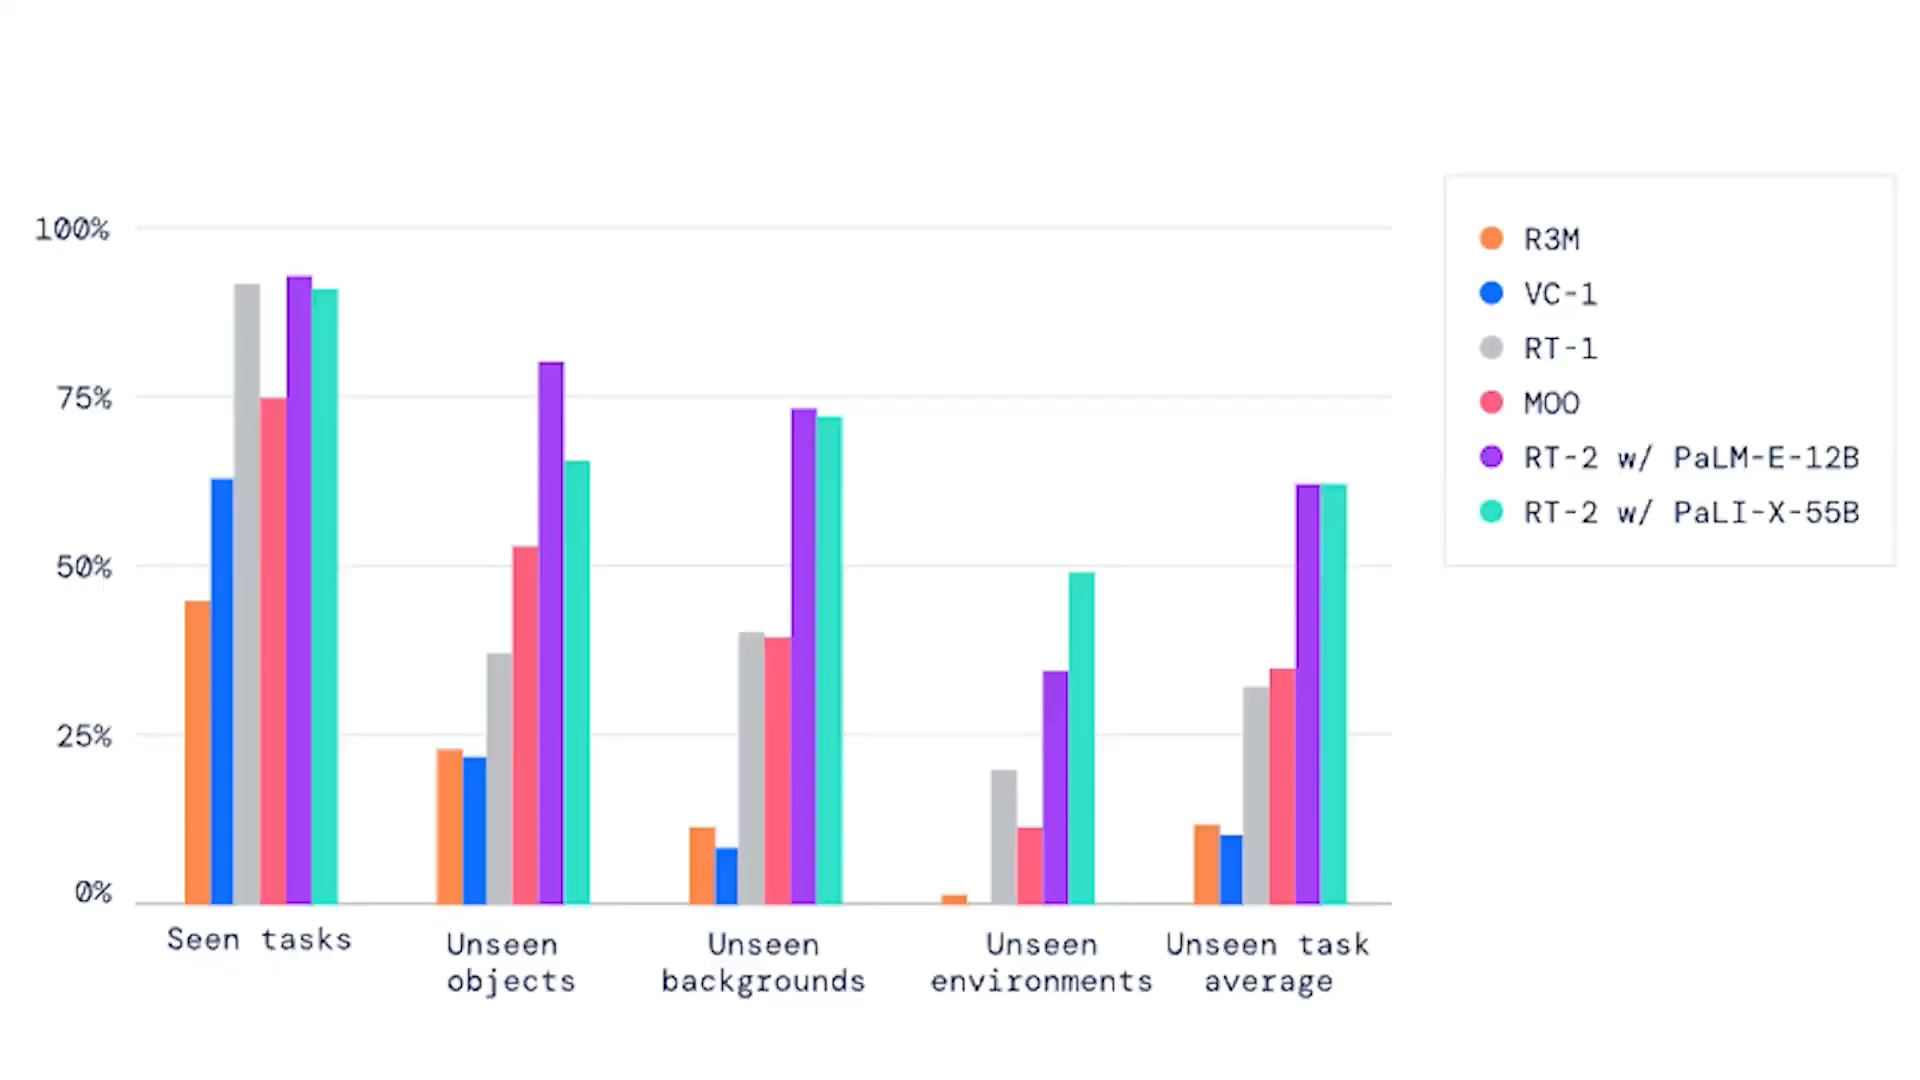 100%
75%
50%
25%
0%
Seen tasks
Unseen
objects
Unseen
backgrounds
Unseen
environments
Unseen task
average
R3M
VC-1
RT-1
MOO
RT-2 w/ PaLM-E-12B
RT-2 w/ PaLI-X-55B